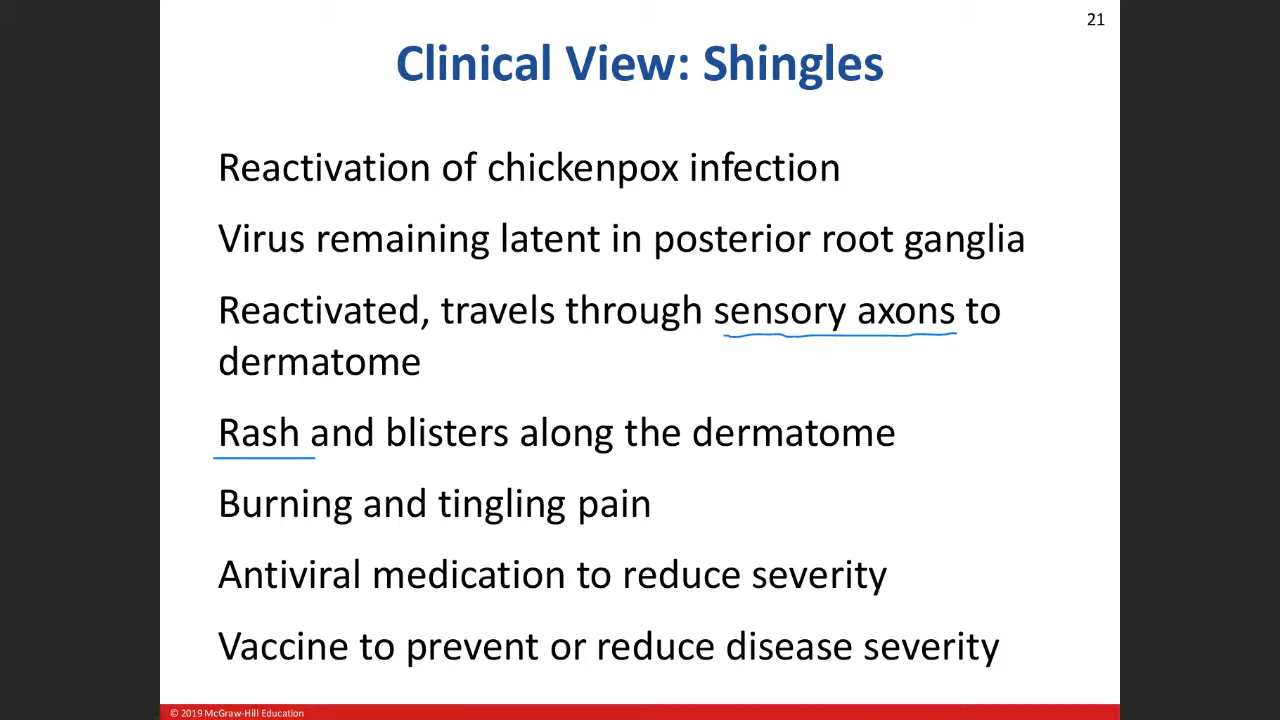 21
Clinical View: Shingles
Reactivation of chickenpox infection
Virus remaining latent in posterior root ganglia
Reactivated, travels through sensory axons to
dermatome
Rash and blisters along the dermatome
Burning and tingling pain
Antiviral medication to reduce severity
Vaccine to prevent or reduce disease severity
© 2019 McGraw-Hill Education